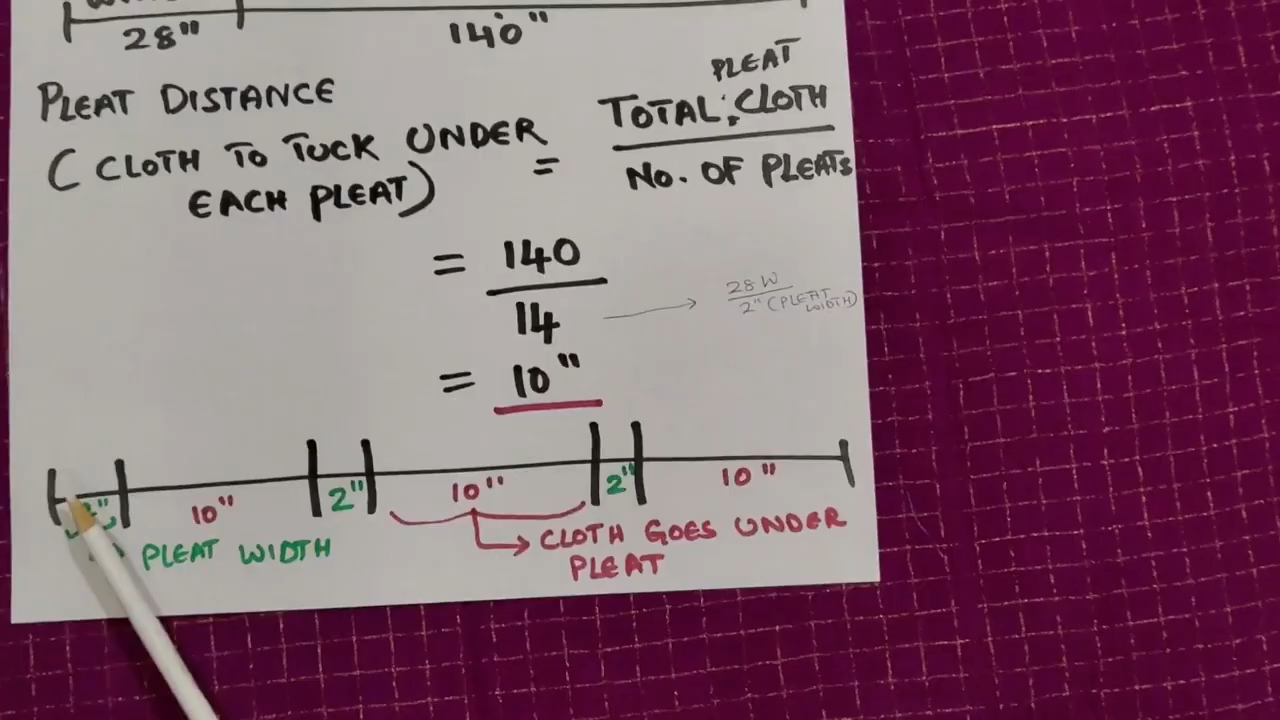 28"
140"
PLEAT DISTANCE
(CLOTH TO TUCK UNDER
EACH PLEAT)
=
PLEAT
TOTAL CLOTH
NO. OF PLEATS
= 140
14
28 W
2" (PLEAT
WIDTH)
= 10"
10" 2" 10" 2" 10"
PLEAT WIDTH
CLOTH GOES UNDER
PLEAT